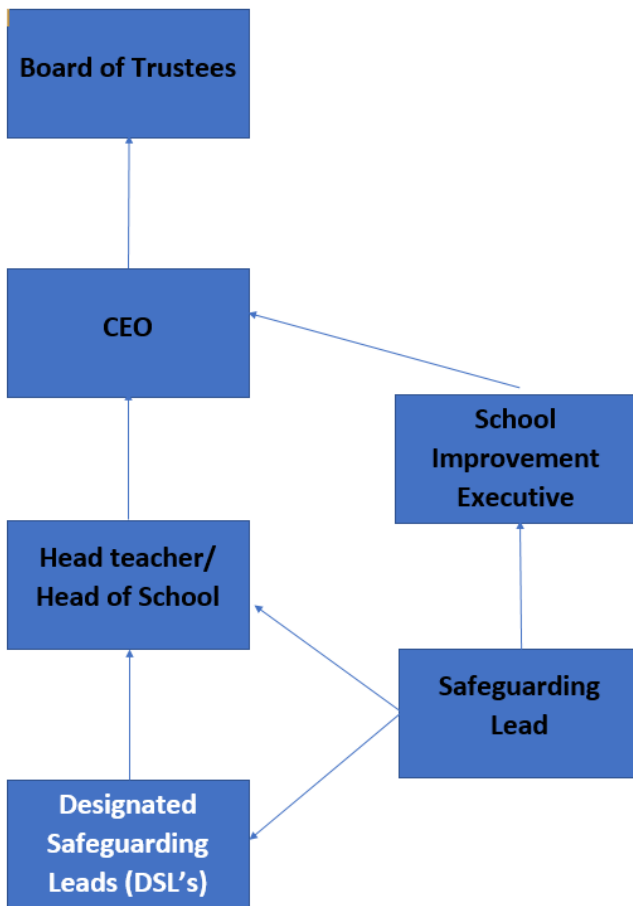 Board of Trustees
CEO
School
Improvement
Executive
Head teacher/
Head of School
Safeguarding
Lead
Designated
Safeguarding
Leads (DSL's)